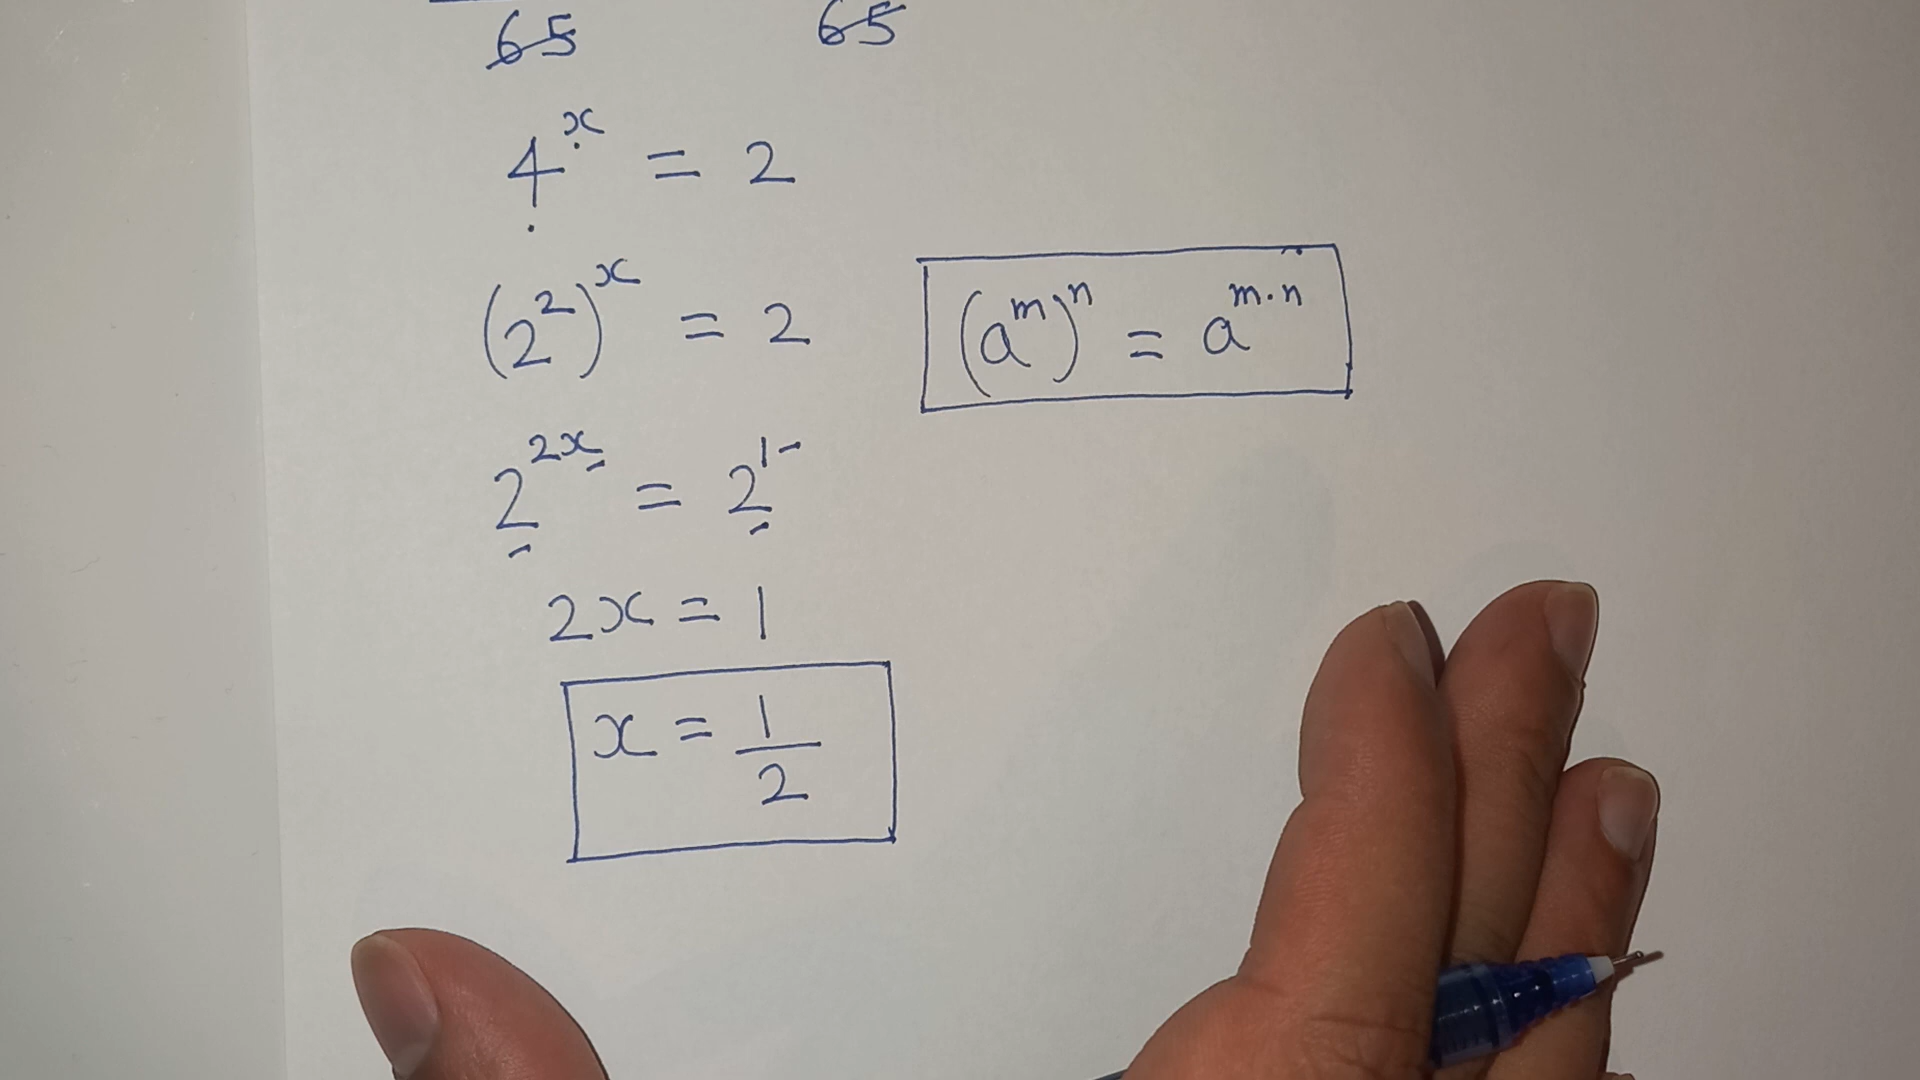 65 65
4^x = 2
(2^2)^x = 2
(a^m)^n = a^{m·n}
2^{2x} = 2^1
2x = 1
x = 1/2